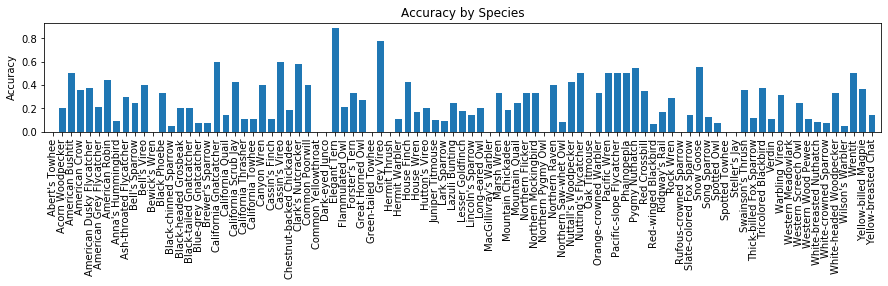 Accuracy by Species
Accuracy
0.8
0.6
0.4
0.2
0.0
Abert's Towhee
Acorn Woodpecker
American Bushtit
American Crow
American Dusky Flycatcher
American Grey Flycatcher
American Robin
Anna's Hummingbird
Ash-throated Flycatcher
Bell's Sparrow
Bell's Vireo
Bewick's Wren
Black Phoebe
Black-chinned Sparrow
Black-headed Grosbeak
Black-tailed Gnatcatcher
Blue-grey Gnatcatcher
Brewer's Sparrow
California Gnatcatcher
California Quail
California Scrub Jay
California Thrasher
California Towhee
Canyon Wren
Cassin's Finch
Cassin's Vireo
Chestnut-backed Chickadee
Clark's Nutcracker
Common Poorwill
Common Yellowthroat
Dark-eyed Junco
Elegant Tern
Flammulated Owl
Forster's Tern
Great Horned Owl
Green-tailed Towhee
Grey Vireo
Hermit Thrush
Hermit Warbler
House Finch
House Wren
Hutton's Vireo
Juniper Titmouse
Lark Sparrow
Lazuli Bunting
Lesser Goldfinch
Lincoln's Sparrow
Long-eared Owl
MacGillivray's Warbler
Marsh Wren
Mountain Chickadee
Mountain Quail
Northern Flicker
Northern Mockingbird
Northern Pygmy Owl
Northern Raven
Northern Saw-whet Owl
Nuttall's Woodpecker
Nutting's Flycatcher
Oak Titmouse
Orange-crowned Warbler
Pacific Wren
Pacific-slope Flycatcher
Phainopepla
Pygmy Nuthatch
Red Crossbill
Red-winged Blackbird
Ridgway's Rail
Rock Wren
Rufous-crowned Sparrow
Slate-colored Fox Sparrow
Snow Goose
Song Sparrow
Spotted Owl
Spotted Towhee
Steller's Jay
Swainson's Thrush
Thick-billed Fox Sparrow
Tricolored Blackbird
Verdin
Warbling Vireo
Western Meadowlark
Western Screech Owl
Western Wood Pewee
White-breasted Nuthatch
White-crowned Sparrow
White-headed Woodpecker
Wilson's Warbler
Wrentit
Yellow-billed Magpie
Yellow-breasted Chat